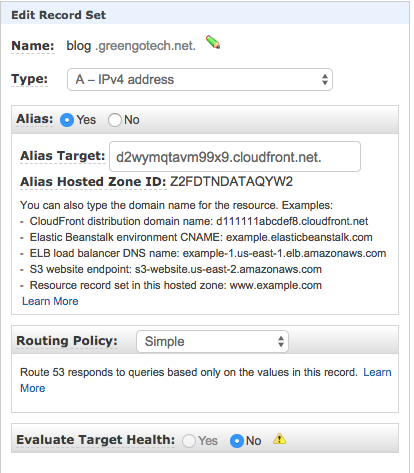 Edit Record Set
Name: blog .greengotech.net.
Type: A – IPv4 address
Alias: Yes No
Alias Target: d2wymqtavm99x9.cloudfront.net.
Alias Hosted Zone ID: Z2FDTNDATAQYW2
You can also type the domain name for the resource. Examples:
- CloudFront distribution domain name: d111111abcdef8.cloudfront.net
- Elastic Beanstalk environment CNAME: example.elasticbeanstalk.com
- ELB load balancer DNS name: example-1.us-east-1.elb.amazonaws.com
- S3 website endpoint: s3-website.us-east-2.amazonaws.com
- Resource record set in this hosted zone: www.example.com
Learn More
Routing Policy: Simple
Route 53 responds to queries based only on the values in this record. Learn
More
Evaluate Target Health: Yes No